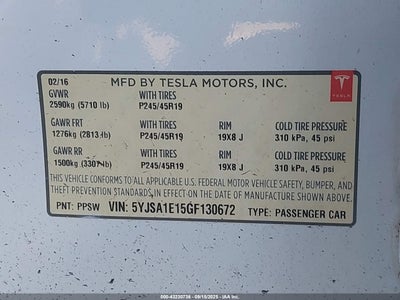 02/16 MFD BY TESLA MOTORS, INC.
TESLA
GVWR WITH TIRES
2590kg (5710 lb) P245/45R19
GAWR FRT WITH TIRES RIM COLD TIRE PRESSURE
1276kg (2813 lb) P245/45R19 19X8 J 310 kPa, 45 psi
GAWR RR WITH TIRES RIM COLD TIRE PRESSURE
1500kg (3307 lb) P245/45R19 19X8 J 310 kPa, 45 psi
THIS VEHICLE CONFORMS TO ALL APPLICABLE U.S. FEDERAL MOTOR VEHICLE SAFETY, BUMPER, AND
THEFT PREVENTION STANDARDS IN EFFECT ON THE DATE OF MANUFACTURE SHOWN ABOVE.
PNT: PPSW VIN: 5YJSA1E15GF130672 TYPE: PASSENGER CAR